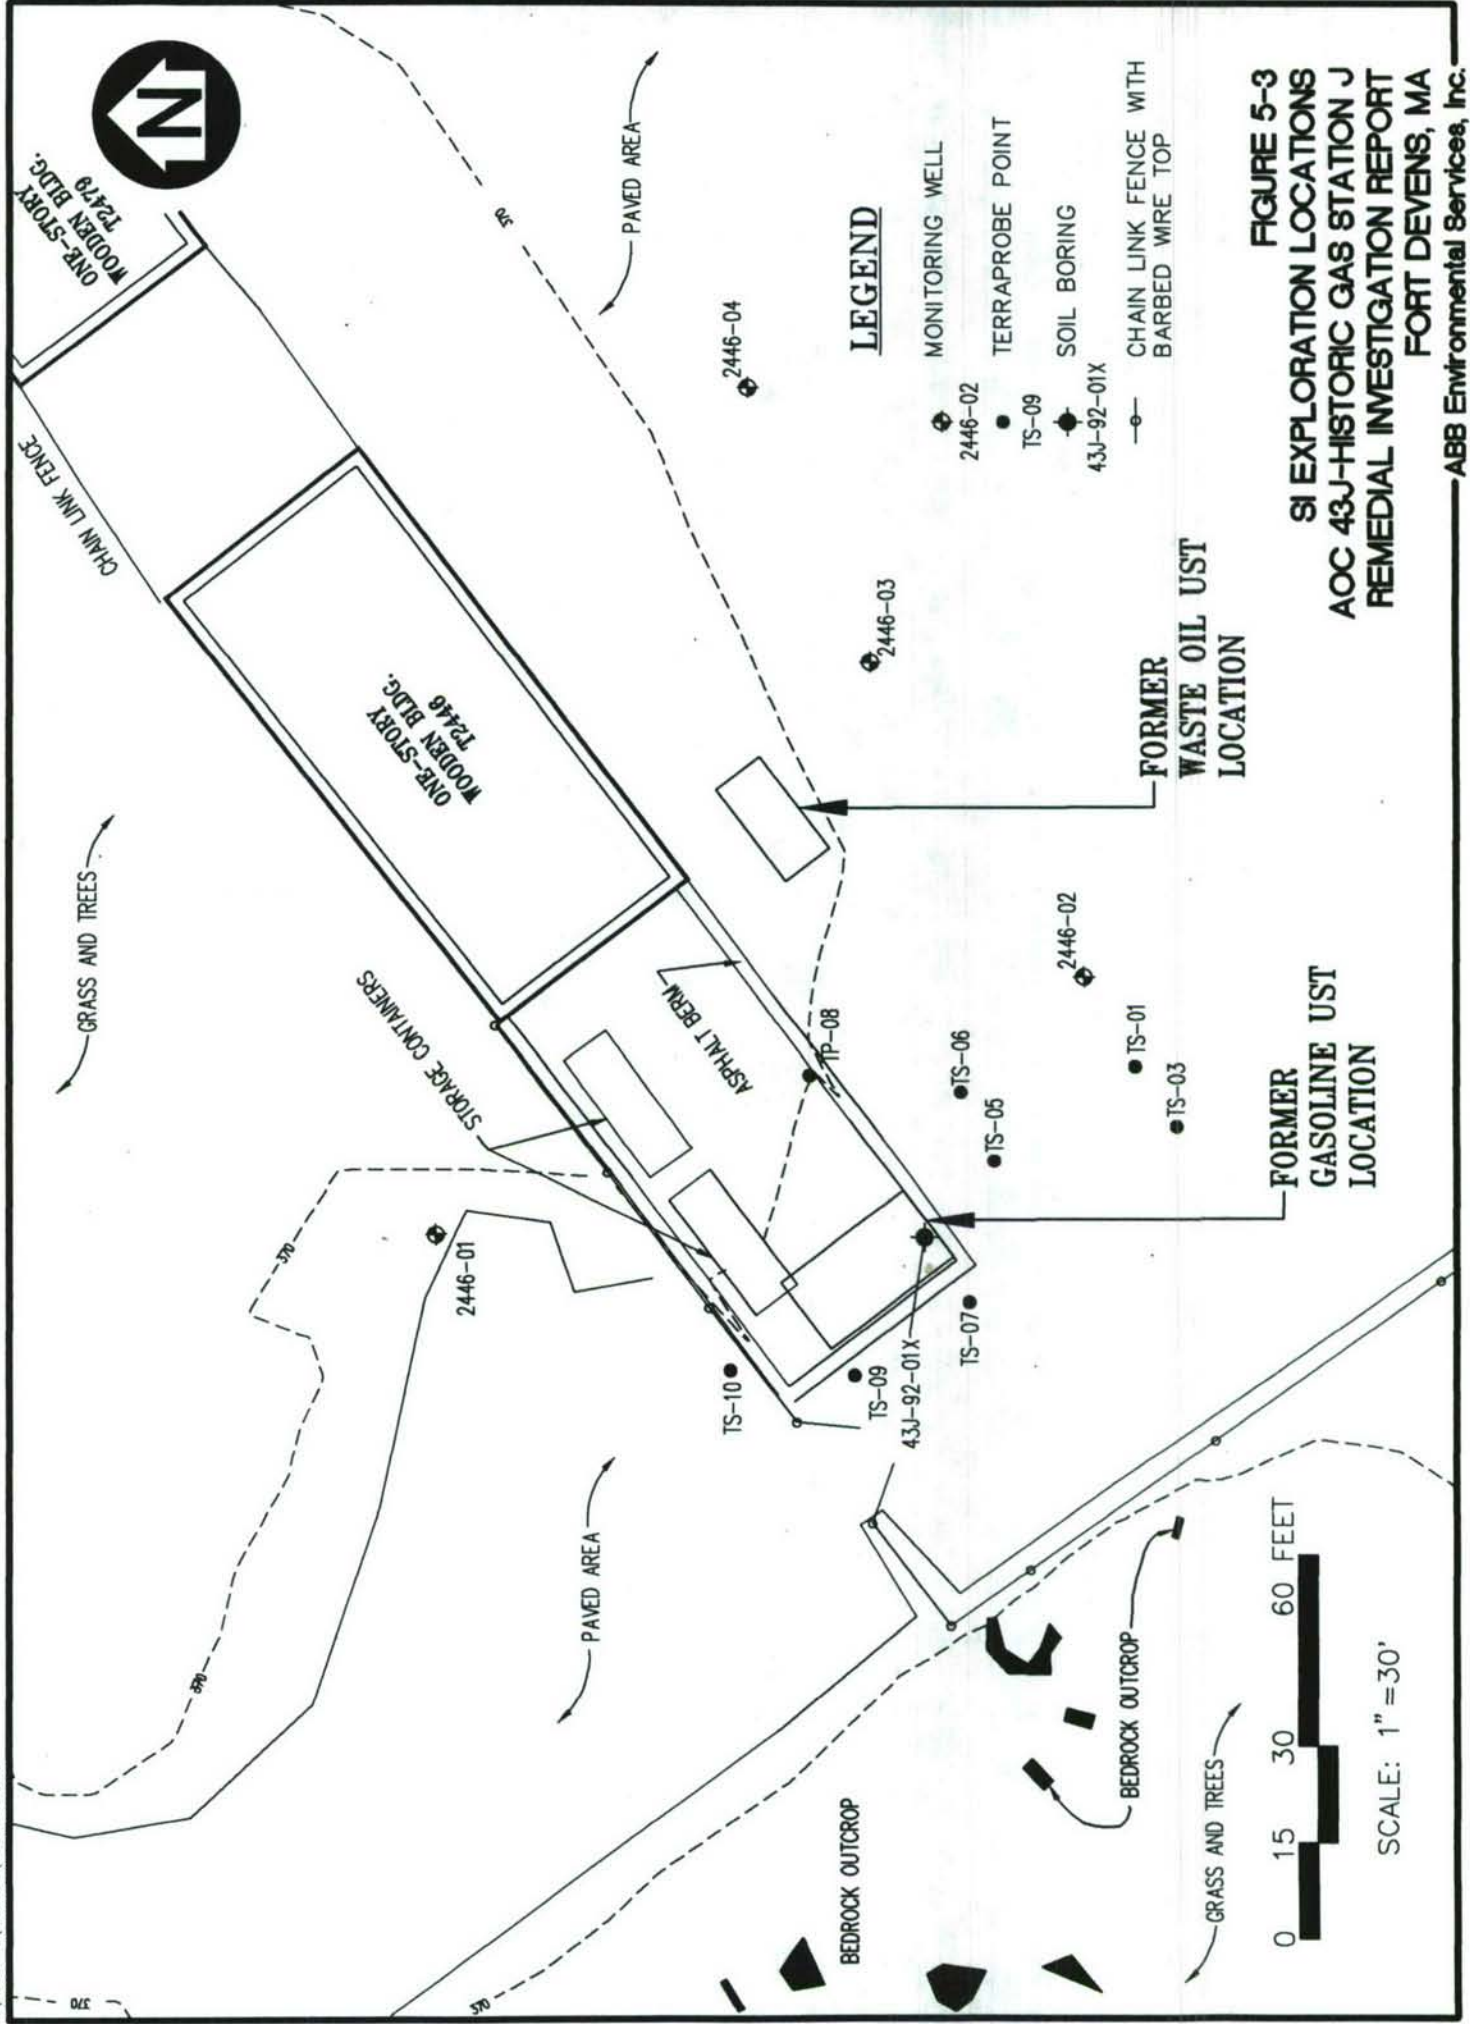 N
ONE-STORY
WOODEN BLDG.
T2479
CHAIN LINK FENCE
GRASS AND TREES
ONE-STORY
WOODEN BLDG.
T2446
PAVED AREA
370
STORAGE CONTAINERS
ASPHALT BERM
2446-04
2446-03
2446-02
2446-01
370
370
370
370
TP-08
TS-06
TS-05
TS-01
TS-03
TS-07
TS-09
TS-10
43J-92-01X
PAVED AREA
FORMER
WASTE OIL UST
LOCATION
FORMER
GASOLINE UST
LOCATION
BEDROCK OUTCROP
BEDROCK OUTCROP
GRASS AND TREES
0 15 30 60 FEET
SCALE: 1"=30'
LEGEND
MONITORING WELL
2446-02
TERRAPROBE POINT
TS-09
SOIL BORING
43J-92-01X
CHAIN LINK FENCE WITH
BARBED WIRE TOP
FIGURE 5-3
SI EXPLORATION LOCATIONS
AOC 43J-HISTORIC GAS STATION J
REMEDIAL INVESTIGATION REPORT
FORT DEVENS, MA
ABB Environmental Services, Inc.